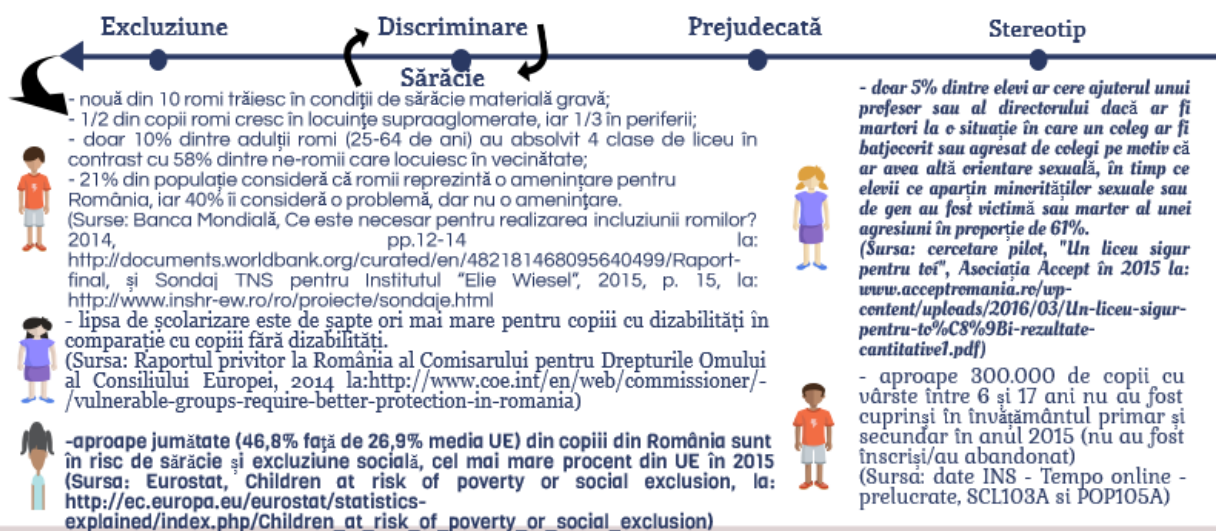 Excluziune
Discriminare
Prejudecată
Stereotip
Sărăcie
- nouă din 10 romi trăiesc în condiții de sărăcie materială gravă;
- 1/2 din copii romi cresc în locuințe supraaglomerate, iar 1/3 în periferii;
- doar 10% dintre adulții romi (25-64 de ani) au absolvit 4 clase de liceu în
contrast cu 58% dintre ne-romii care locuiesc în vecinătate;
- 21% din populație consideră că romii reprezintă o amenințare pentru
România, iar 40% îi consideră o problemă, dar nu o amenințare.
(Surse: Banca Mondială, Ce este necesar pentru realizarea incluziunii romilor?
2014, pp.12-14 la:
http://documents.worldbank.org/curated/en/482181468095640499/Raport-
final, și Sondaj TNS pentru Institutul "Elie Wiesel", 2015, p. 15, la:
http://www.inshr-ew.ro/ro/proiecte/sondaje.html
- lipsa de școlarizare este de șapte ori mai mare pentru copiii cu dizabilități în
comparație cu copiii fără dizabilități.
(Sursa: Raportul privitor la România al Comisarului pentru Drepturile Omului
al Consiliului Europei, 2014 la:http://www.coe.int/en/web/commissioner/-
/vulnerable-groups-require-better-protection-in-romania)
-aproape jumătate (46,8% față de 26,9% media UE) din copiii din România sunt
în risc de sărăcie și excluziune socială, cel mai mare procent din UE în 2015
(Sursa: Eurostat, Children at risk of poverty or social exclusion, la:
http://ec.europa.eu/eurostat/statistics-
explained/index.php/Children_at_risk_of_poverty_or_social_exclusion)
- doar 5% dintre elevi ar cere ajutorul unui
profesor sau al directorului dacă ar fi
martori la o situație în care un coleg ar fi
batjocorit sau agresat de colegi pe motiv că
ar avea altă orientare sexuală, în timp ce
elevii ce aparțin minorităților sexuale sau
de gen au fost victimă sau martor al unei
agresiuni în proporție de 61%.
(Sursa: cercetare pilot, "Un liceu sigur
pentru toi", Asociația Accept în 2015 la:
www.acceptromania.ro/wp-
content/uploads/2016/03/Un-liceu-sigur-
pentru-to%C8%9Bi-rezultate-
cantitative1.pdf)
- aproape 300.000 de copii cu
vârste între 6 și 17 ani nu au fost
cuprinși în învățământul primar și
secundar în anul 2015 (nu au fost
înscriși/au abandonat)
(Sursa: date INS - Tempo online -
prelucrate, SCL103A si POP105A)